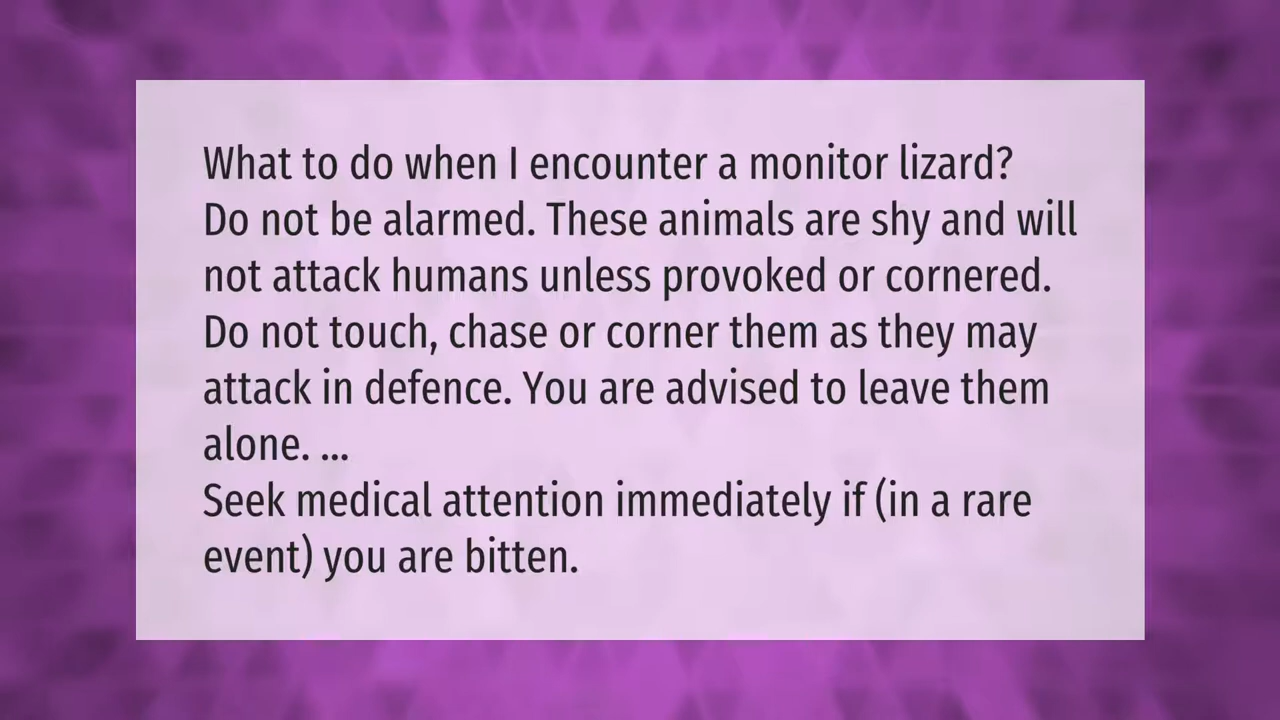 What to do when I encounter a monitor lizard?
Do not be alarmed. These animals are shy and will
not attack humans unless provoked or cornered.
Do not touch, chase or corner them as they may
attack in defence. You are advised to leave them
alone. ...
Seek medical attention immediately if (in a rare
event) you are bitten.